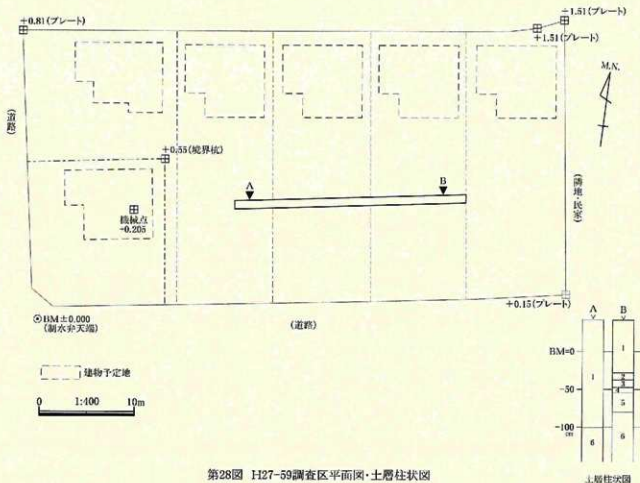 +0.81(プレート)
+1.51(プレート)
+1.51(プレート)
M.N.
(道路)
+0.55(境界杭)
A
B
(隣地・民家)
機械点
-0.205
+0.15(プレート)
BM±0.000
(制水弁天端)
(道路)
A
B
BM=0
1
1
2
3
4
-50
5
-100
cm
6
6
建物予定地
0 1:400 10m
土層柱状図
第28図 H27-59調査区平面図・土層柱状図